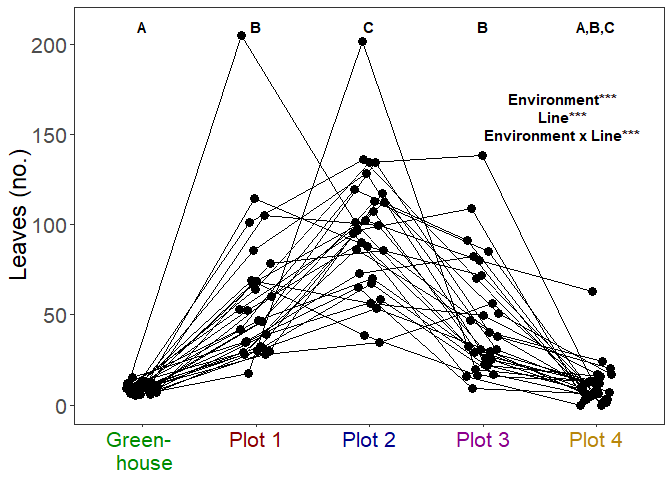 A B C B A,B,C
200
Environment***
Line***
150
Environment x Line***
Leaves (no.)
100
50
0
Green-
house
Plot 1
Plot 2
Plot 3
Plot 4